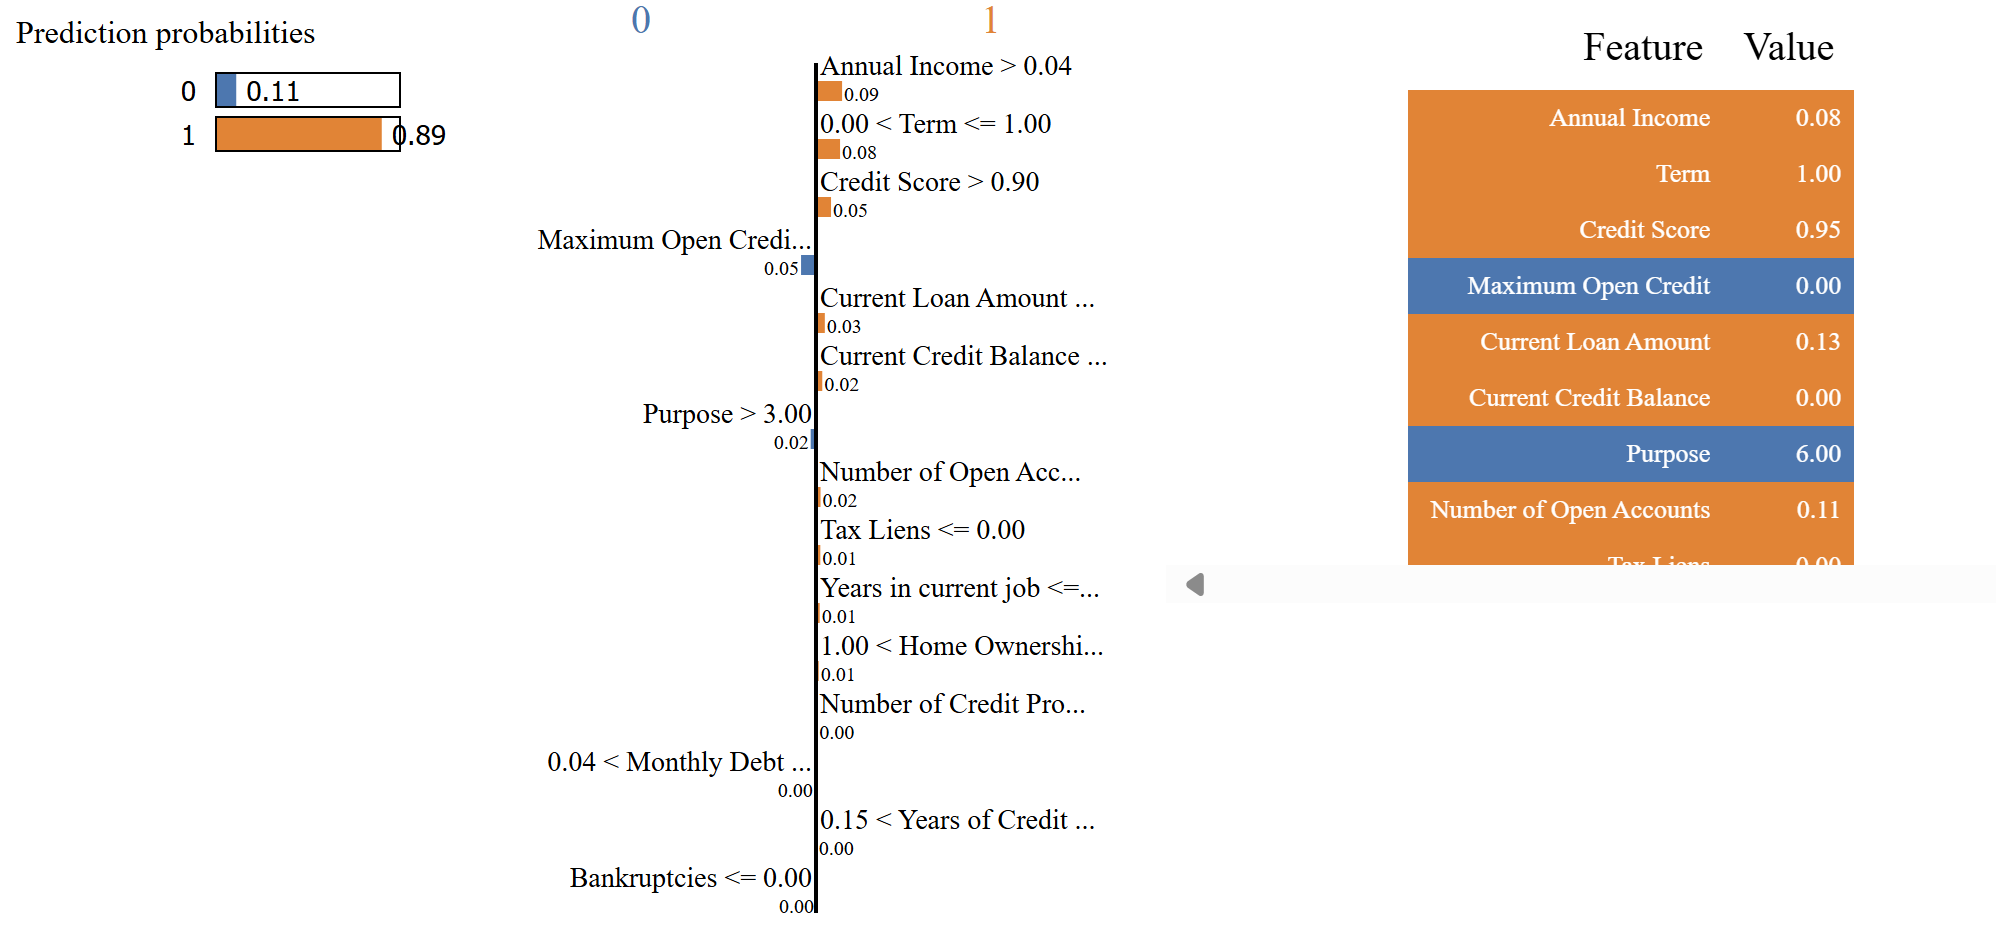 Prediction probabilities
0 0.11
1 0.89
0 1
Annual Income > 0.04
0.09
0.00 < Term <= 1.00
0.08
Credit Score > 0.90
0.05
Maximum Open Credi...
0.05
Current Loan Amount ...
0.03
Current Credit Balance ...
0.02
Purpose > 3.00
0.02
Number of Open Acc...
0.02
Tax Liens <= 0.00
0.01
Years in current job <=...
0.01
1.00 < Home Ownershi...
0.01
Number of Credit Pro...
0.00
0.04 < Monthly Debt ...
0.00
0.15 < Years of Credit ...
0.00
Bankruptcies <= 0.00
0.00
Feature Value
Annual Income 0.08
Term 1.00
Credit Score 0.95
Maximum Open Credit 0.00
Current Loan Amount 0.13
Current Credit Balance 0.00
Purpose 6.00
Number of Open Accounts 0.11
Tax Liens 0.00